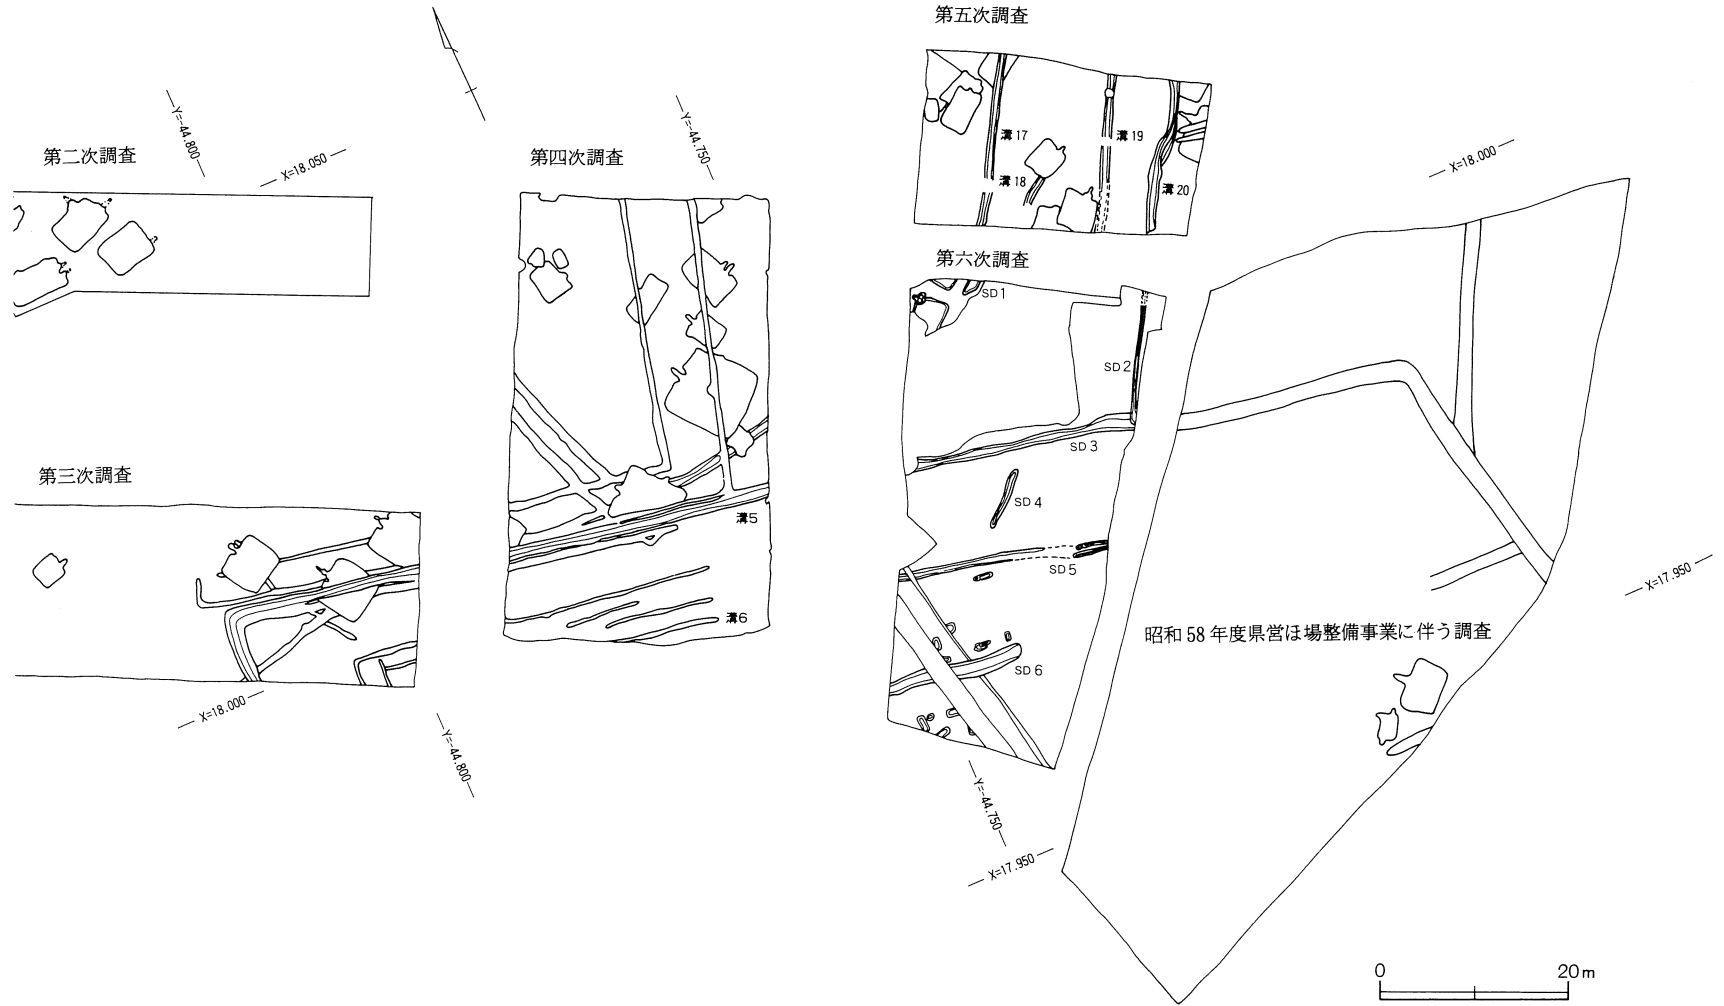 第五次調査
第二次調査
Y=-44.800
X=18.050
第四次調査
Y=-44.750
溝17
溝19
溝18
溝20
X=18.000
第六次調査
SD1
SD2
SD3
SD4
SD5
SD6
第三次調査
溝5
溝6
X=18.000
Y=-44.800
X=17.950
昭和58年度県営ほ場整備事業に伴う調査
Y=-44.750
X=17.950
0 20m